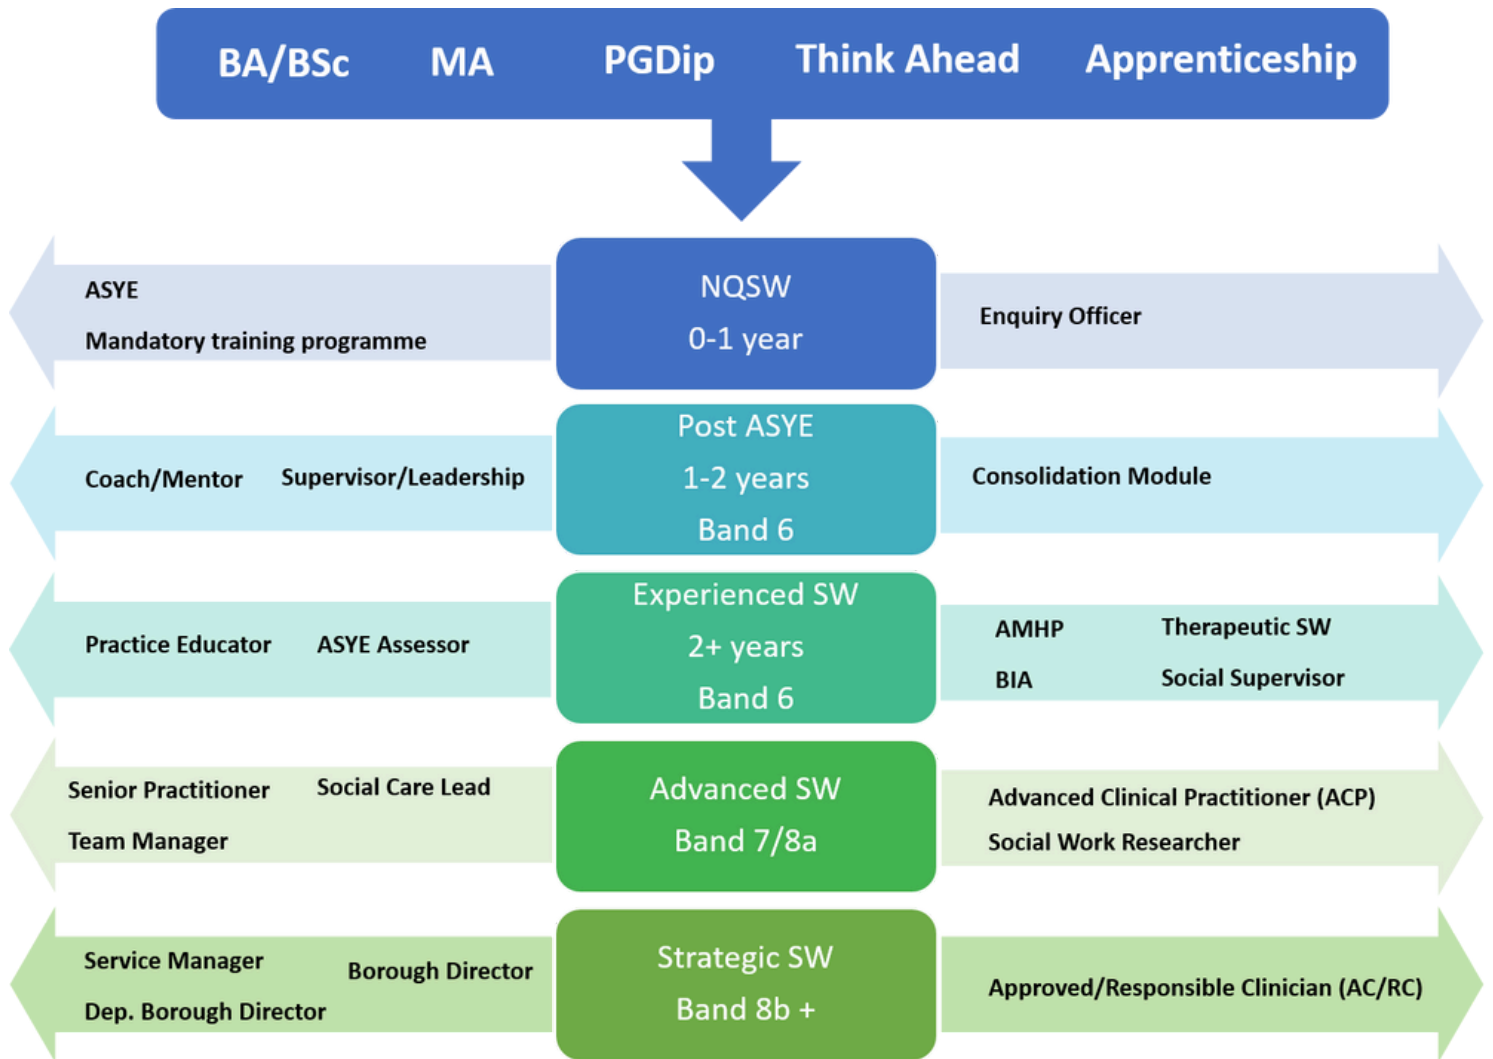 BA/BSc MA PGDip Think Ahead Apprenticeship
NQSW
0-1 year
ASYE
Mandatory training programme
Enquiry Officer
Post ASYE
1-2 years
Band 6
Coach/Mentor Supervisor/Leadership
Consolidation Module
Experienced SW
2+ years
Band 6
Practice Educator ASYE Assessor
AMHP Therapeutic SW
BIA Social Supervisor
Advanced SW
Band 7/8a
Senior Practitioner Social Care Lead
Team Manager
Advanced Clinical Practitioner (ACP)
Social Work Researcher
Strategic SW
Band 8b +
Service Manager Borough Director
Dep. Borough Director
Approved/Responsible Clinician (AC/RC)